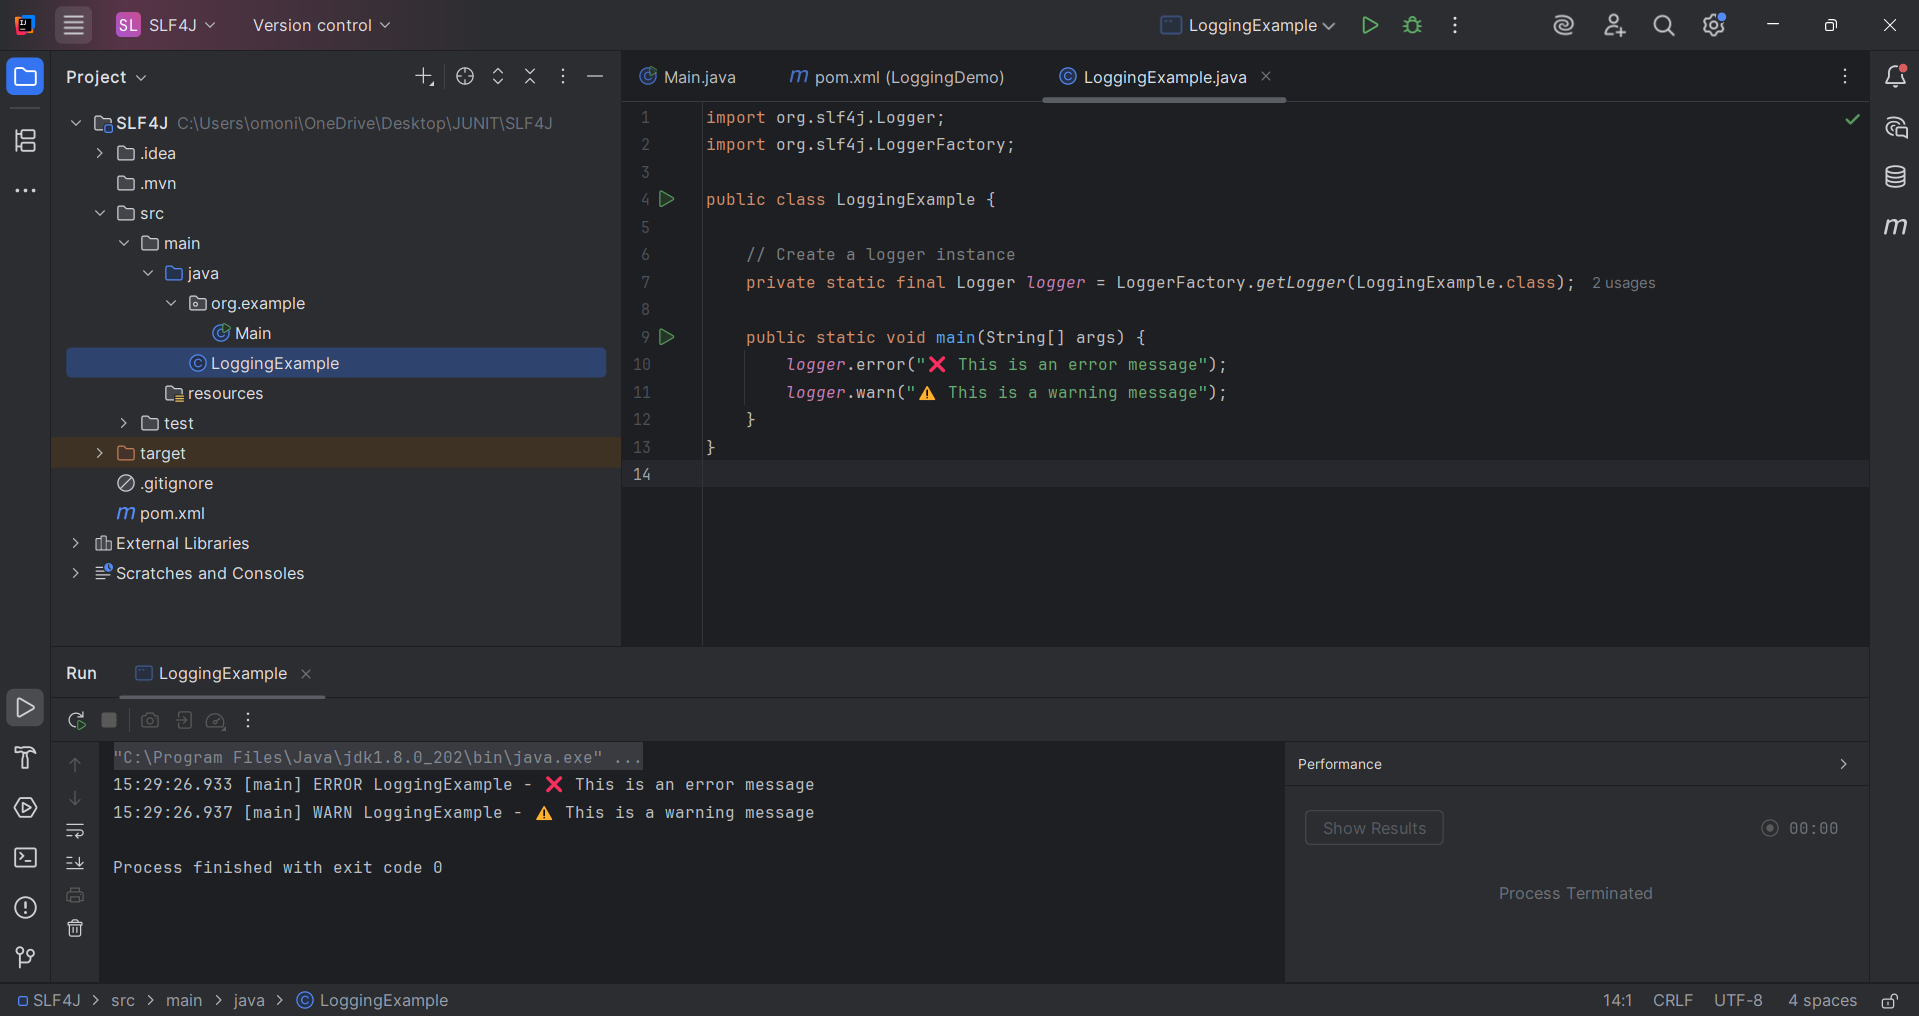 SL SLF4J Version control LoggingExample
Project
SLF4J C:\Users\omoni\OneDrive\Desktop\JUNIT\SLF4J
.idea
.mvn
src
main
java
org.example
Main
LoggingExample
resources
test
target
.gitignore
m pom.xml
External Libraries
Scratches and Consoles
Main.java m pom.xml (LoggingDemo) LoggingExample.java
1 import org.slf4j.Logger;
2 import org.slf4j.LoggerFactory;
3
4 public class LoggingExample {
5
6 // Create a logger instance
7 private static final Logger logger = LoggerFactory.getLogger(LoggingExample.class); 2 usages
8
9 public static void main(String[] args) {
10 logger.error("❌ This is an error message");
11 logger.warn("⚠️ This is a warning message");
12 }
13 }
14
m
Run LoggingExample
"C:\Program Files\Java\jdk1.8.0_202\bin\java.exe" ...
15:29:26.933 [main] ERROR LoggingExample - ❌ This is an error message
15:29:26.937 [main] WARN LoggingExample - ⚠️ This is a warning message
Process finished with exit code 0
Performance
Show Results 00:00
Process Terminated
SLF4J > src > main > java > LoggingExample 14:1 CRLF UTF-8 4 spaces